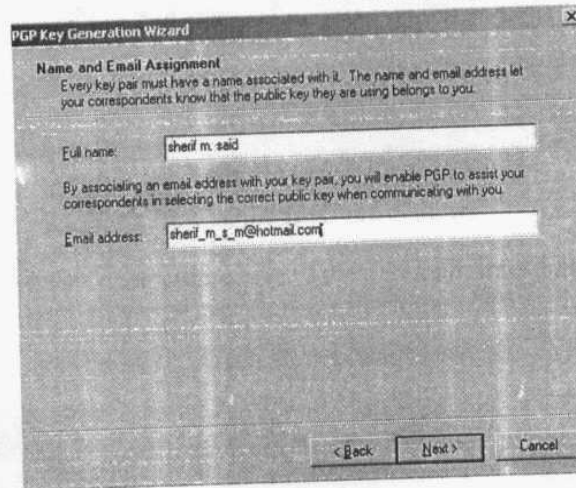 PGP Key Generation Wizard
Name and Email Assignment
Every key pair must have a name associated with it. The name and email address let
your correspondents know that the public key they are using belongs to you.
Full name: sherif m. said
By associating an email address with your key pair, you will enable PGP to assist your
correspondents in selecting the correct public key when communicating with you.
Email address: sherif_m_s_m@hotmail.com
< Back Next > Cancel